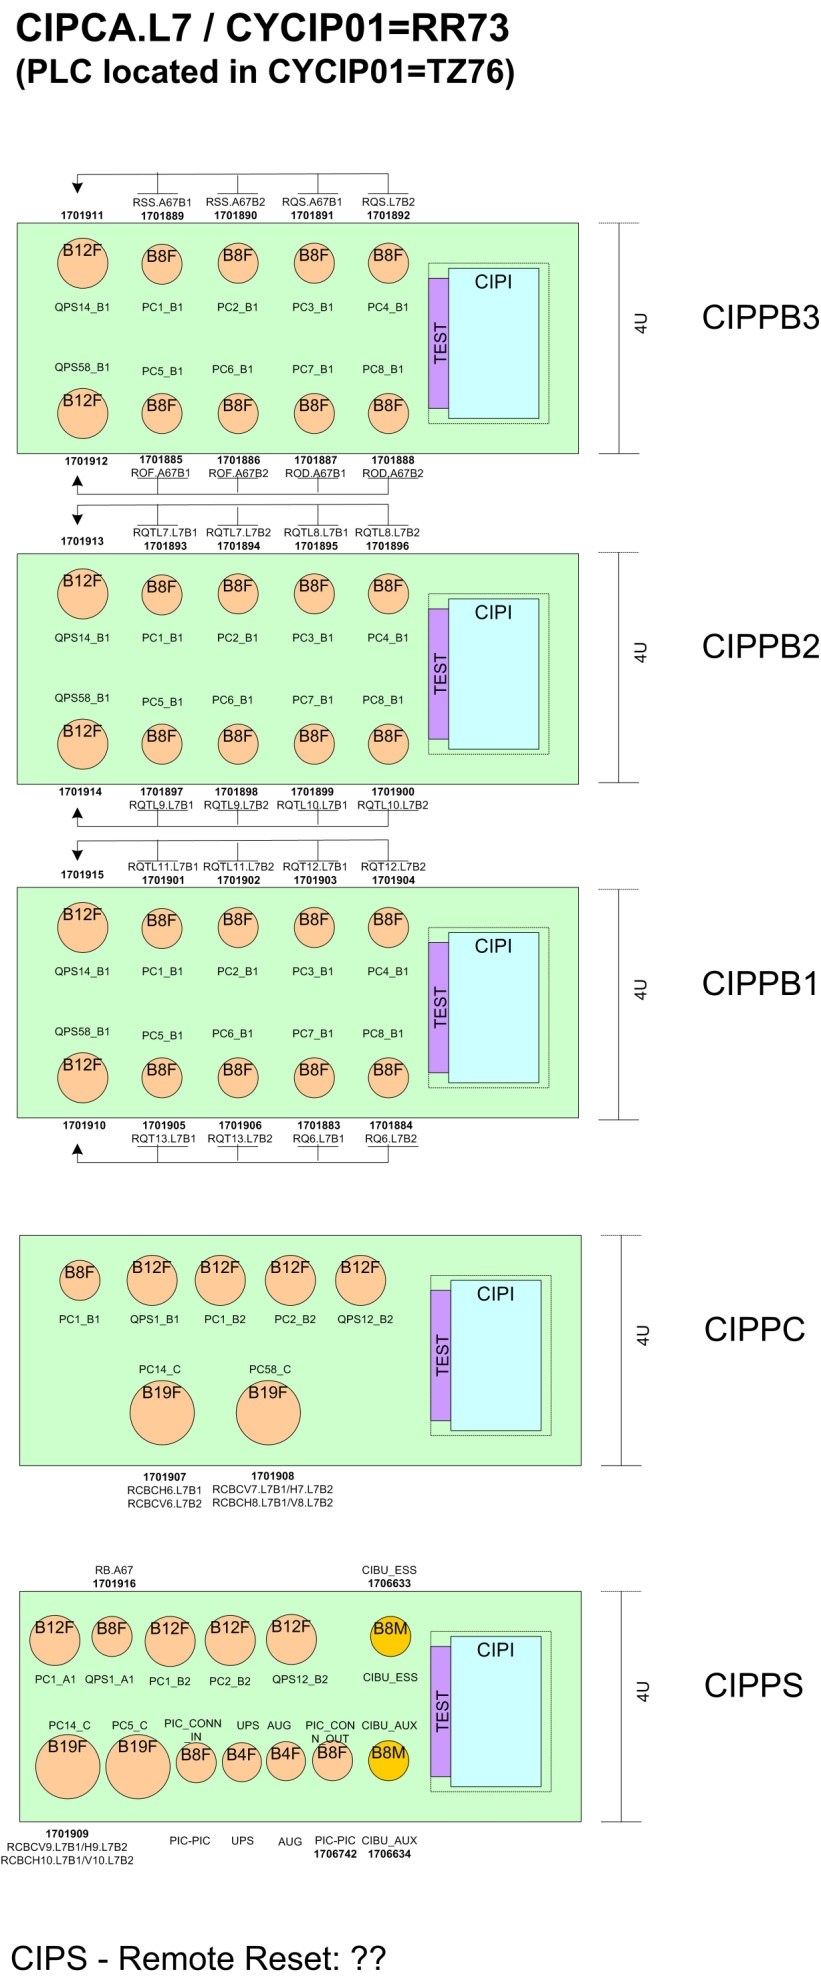 CIPCA.L7 / CYCIP01=RR73
(PLC located in CYCIP01=TZ76)
RSS.A67B1 RSS.A67B2 RQS.A67B1 RQS.L7B2
1701911 1701889 1701890 1701891 1701892
B12F B8F B8F B8F B8F CIPI
QPS14_B1 PC1_B1 PC2_B1 PC3_B1 PC4_B1
TEST 4U CIPPB3
QPS58_B1 PC5_B1 PC6_B1 PC7_B1 PC8_B1
B12F B8F B8F B8F B8F
1701912 1701885 1701886 1701887 1701888
ROF.A67B1 ROF.A67B2 ROD.A67B1 ROD.A67B2
RQTL7.L7B1 RQTL7.L7B2 RQTL8.L7B1 RQTL8.L7B2
1701913 1701893 1701894 1701895 1701896
B12F B8F B8F B8F B8F CIPI
QPS14_B1 PC1_B1 PC2_B1 PC3_B1 PC4_B1
TEST 4U CIPPB2
QPS58_B1 PC5_B1 PC6_B1 PC7_B1 PC8_B1
B12F B8F B8F B8F B8F
1701914 1701897 1701898 1701899 1701900
RQTL9.L7B1 RQTL9.L7B2 RQTL10.L7B1 RQTL10.L7B2
RQTL11.L7B1 RQTL11.L7B2 RQT12.L7B1 RQT12.L7B2
1701915 1701901 1701902 1701903 1701904
B12F B8F B8F B8F B8F CIPI
QPS14_B1 PC1_B1 PC2_B1 PC3_B1 PC4_B1
TEST 4U CIPPB1
QPS58_B1 PC5_B1 PC6_B1 PC7_B1 PC8_B1
B12F B8F B8F B8F B8F
1701910 1701905 1701906 1701883 1701884
RQT13.L7B1 RQT13.L7B2 RQ6.L7B1 RQ6.L7B2
B8F B12F B12F B12F B12F CIPI
PC1_B1 QPS1_B1 PC1_B2 PC2_B2 QPS12_B2
TEST 4U CIPPC
PC14_C PC58_C
B19F B19F
1701907 1701908
RCBCH6.L7B1 RCBCV7.L7B1/H7.L7B2
RCBCV6.L7B2 RCBCH8.L7B1/V8.L7B2
RB.A67 CIBU_ESS
1701916 1706633
B12F B8F B12F B12F B12F B8M CIPI
PC1_A1 QPS1_A1 PC1_B2 PC2_B2 QPS12_B2 CIBU_ESS
TEST 4U CIPPS
PC14_C PC5_C PIC_CONN UPS AUG PIC_CON CIBU_AUX
_IN N_OUT
B19F B19F B8F B4F B4F B8F B8M
1701909 PIC-PIC UPS AUG PIC-PIC CIBU_AUX
RCBCV9.L7B1/H9.L7B2 1706742 1706634
RCBCH10.L7B1/V10.L7B2
CIPS - Remote Reset: ??